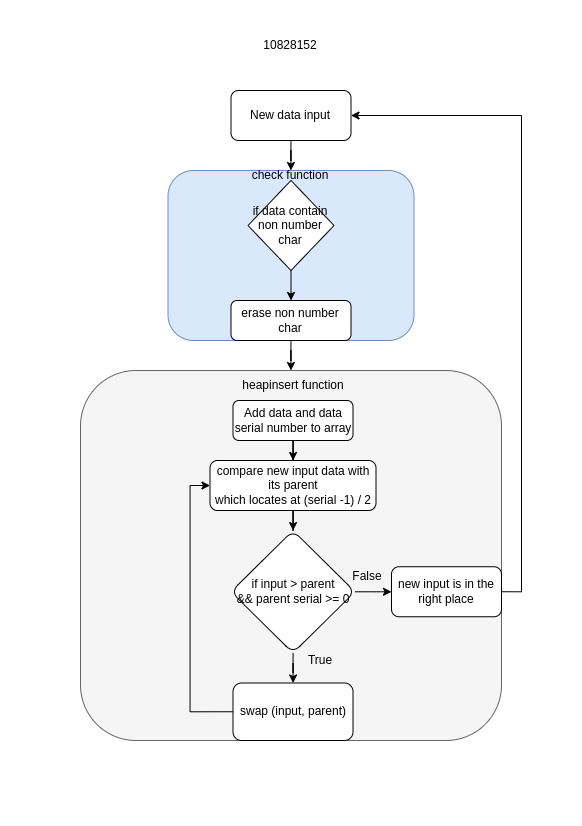 10828152
New data input
check function
if data contain
non number
char
erase non number
char
heapinsert function
Add data and data
serial number to array
compare new input data with
its parent
which locates at (serial -1) / 2
if input > parent
&& parent serial >= 0
False
new input is in the
right place
True
swap (input, parent)